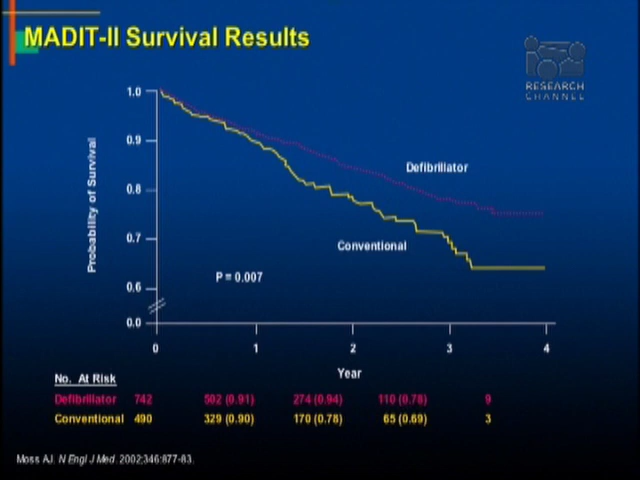 MADIT-II Survival Results
RESEARCH
CHANNEL
Probability of Survival
1.0
0.9
0.8
0.7
0.6
0.0
Defibrillator
Conventional
P = 0.007
0 1 2 3 4
Year
No. At Risk
Defibrillator 742 502 (0.91) 274 (0.94) 110 (0.78) 9
Conventional 490 329 (0.90) 170 (0.78) 65 (0.69) 3
Moss AJ. N Engl J Med. 2002;346:877-83.